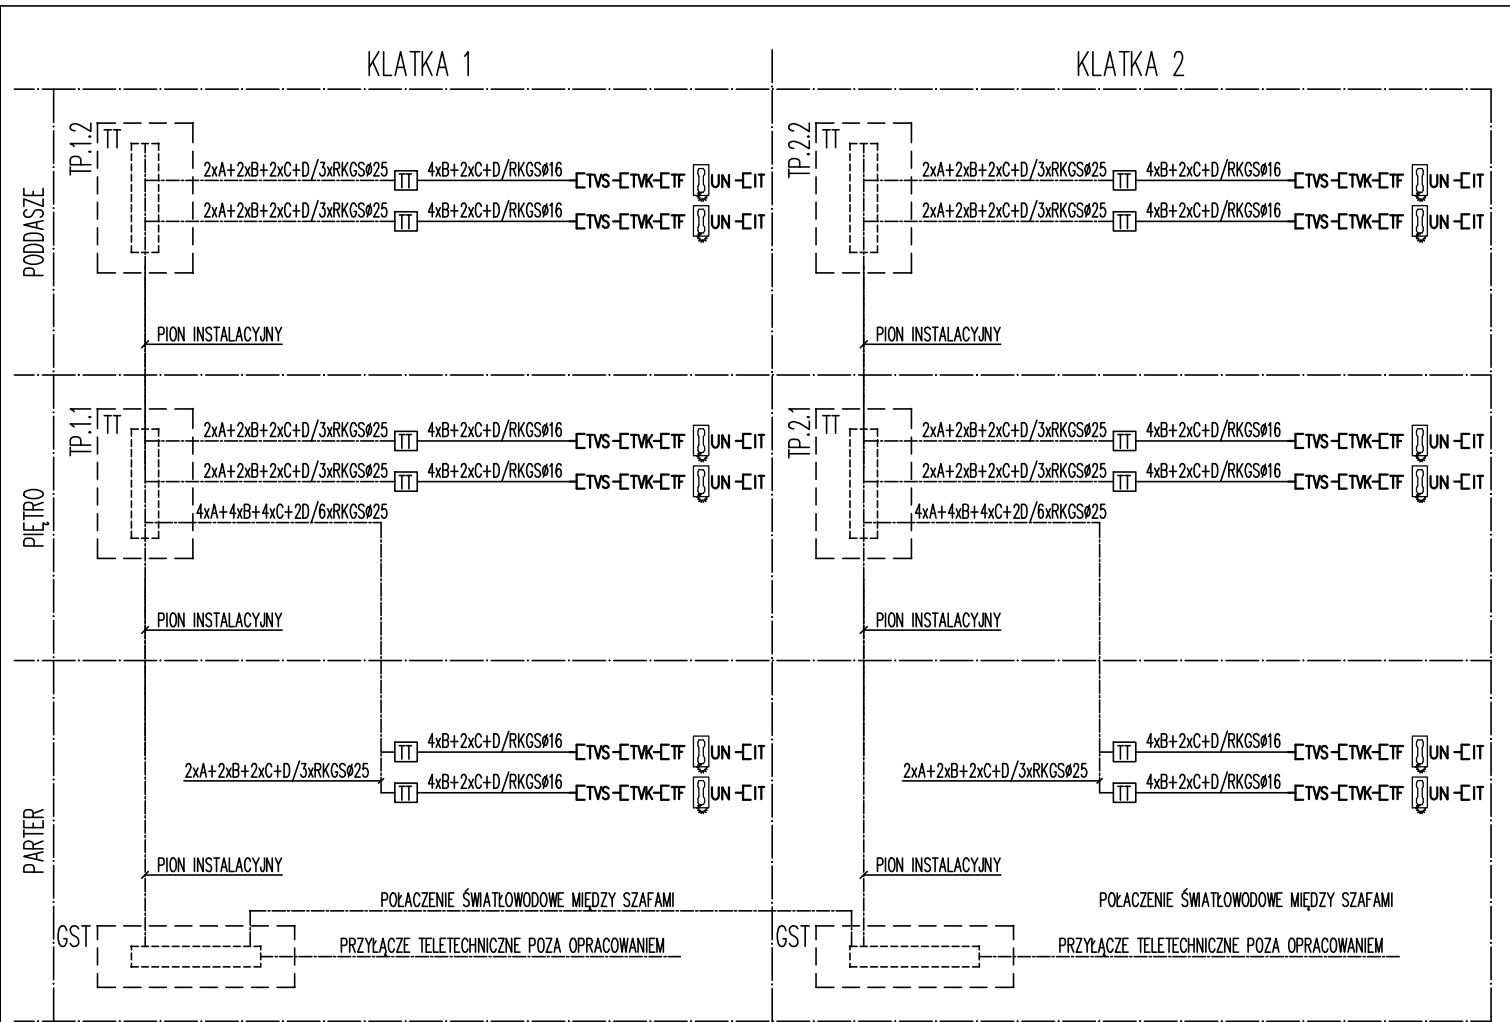 KLATKA 1
KLATKA 2
PODDASZE
TP.1.2
TT
2xA+2xB+2xC+D/3xRKGSø25
TT
4xB+2xC+D/RKGSø16
TVS
TVK
TF
UN
IT
2xA+2xB+2xC+D/3xRKGSø25
TT
4xB+2xC+D/RKGSø16
TVS
TVK
TF
UN
IT
PION INSTALACYJNY
TP.2.2
TT
2xA+2xB+2xC+D/3xRKGSø25
TT
4xB+2xC+D/RKGSø16
TVS
TVK
TF
UN
IT
2xA+2xB+2xC+D/3xRKGSø25
TT
4xB+2xC+D/RKGSø16
TVS
TVK
TF
UN
IT
PION INSTALACYJNY
PIĘTRO
TP.1.1
TT
2xA+2xB+2xC+D/3xRKGSø25
TT
4xB+2xC+D/RKGSø16
TVS
TVK
TF
UN
IT
2xA+2xB+2xC+D/3xRKGSø25
TT
4xB+2xC+D/RKGSø16
TVS
TVK
TF
UN
IT
4xA+4xB+4xC+2D/6xRKGSø25
PION INSTALACYJNY
TP.2.1
TT
2xA+2xB+2xC+D/3xRKGSø25
TT
4xB+2xC+D/RKGSø16
TVS
TVK
TF
UN
IT
2xA+2xB+2xC+D/3xRKGSø25
TT
4xB+2xC+D/RKGSø16
TVS
TVK
TF
UN
IT
4xA+4xB+4xC+2D/6xRKGSø25
PION INSTALACYJNY
PARTER
TT
4xB+2xC+D/RKGSø16
TVS
TVK
TF
UN
IT
2xA+2xB+2xC+D/3xRKGSø25
TT
4xB+2xC+D/RKGSø16
TVS
TVK
TF
UN
IT
PION INSTALACYJNY
POŁACZENIE ŚWIATŁOWODOWE MIĘDZY SZAFAMI
GST
PRZYŁĄCZE TELETECHNICZNE POZA OPRACOWANIEM
TT
4xB+2xC+D/RKGSø16
TVS
TVK
TF
UN
IT
2xA+2xB+2xC+D/3xRKGSø25
TT
4xB+2xC+D/RKGSø16
TVS
TVK
TF
UN
IT
PION INSTALACYJNY
POŁACZENIE ŚWIATŁOWODOWE MIĘDZY SZAFAMI
GST
PRZYŁĄCZE TELETECHNICZNE POZA OPRACOWANIEM